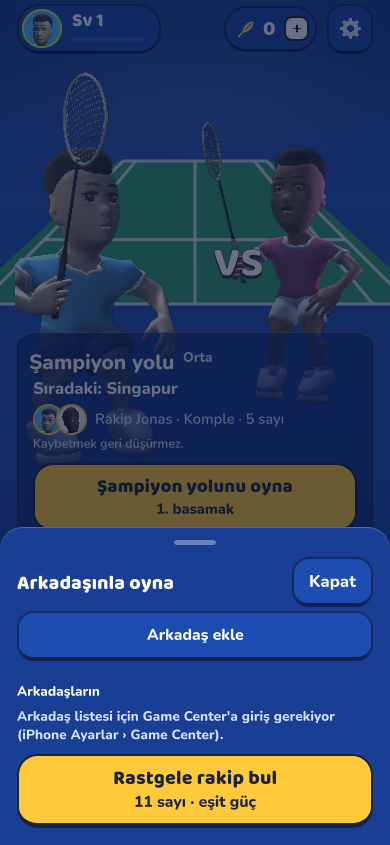 Sv 1
0
+
VS
Şampiyon yolu Orta
Sıradaki: Singapur
Rakip Jonas · Komple · 5 sayı
Kaybetmek geri düşürmez.
Şampiyon yolunu oyna
1. basamak
Arkadaşınla oyna
Kapat
Arkadaş ekle
Arkadaşların
Arkadaş listesi için Game Center'a giriş gerekiyor
(iPhone Ayarlar › Game Center).
Rastgele rakip bul
11 sayı · eşit güç